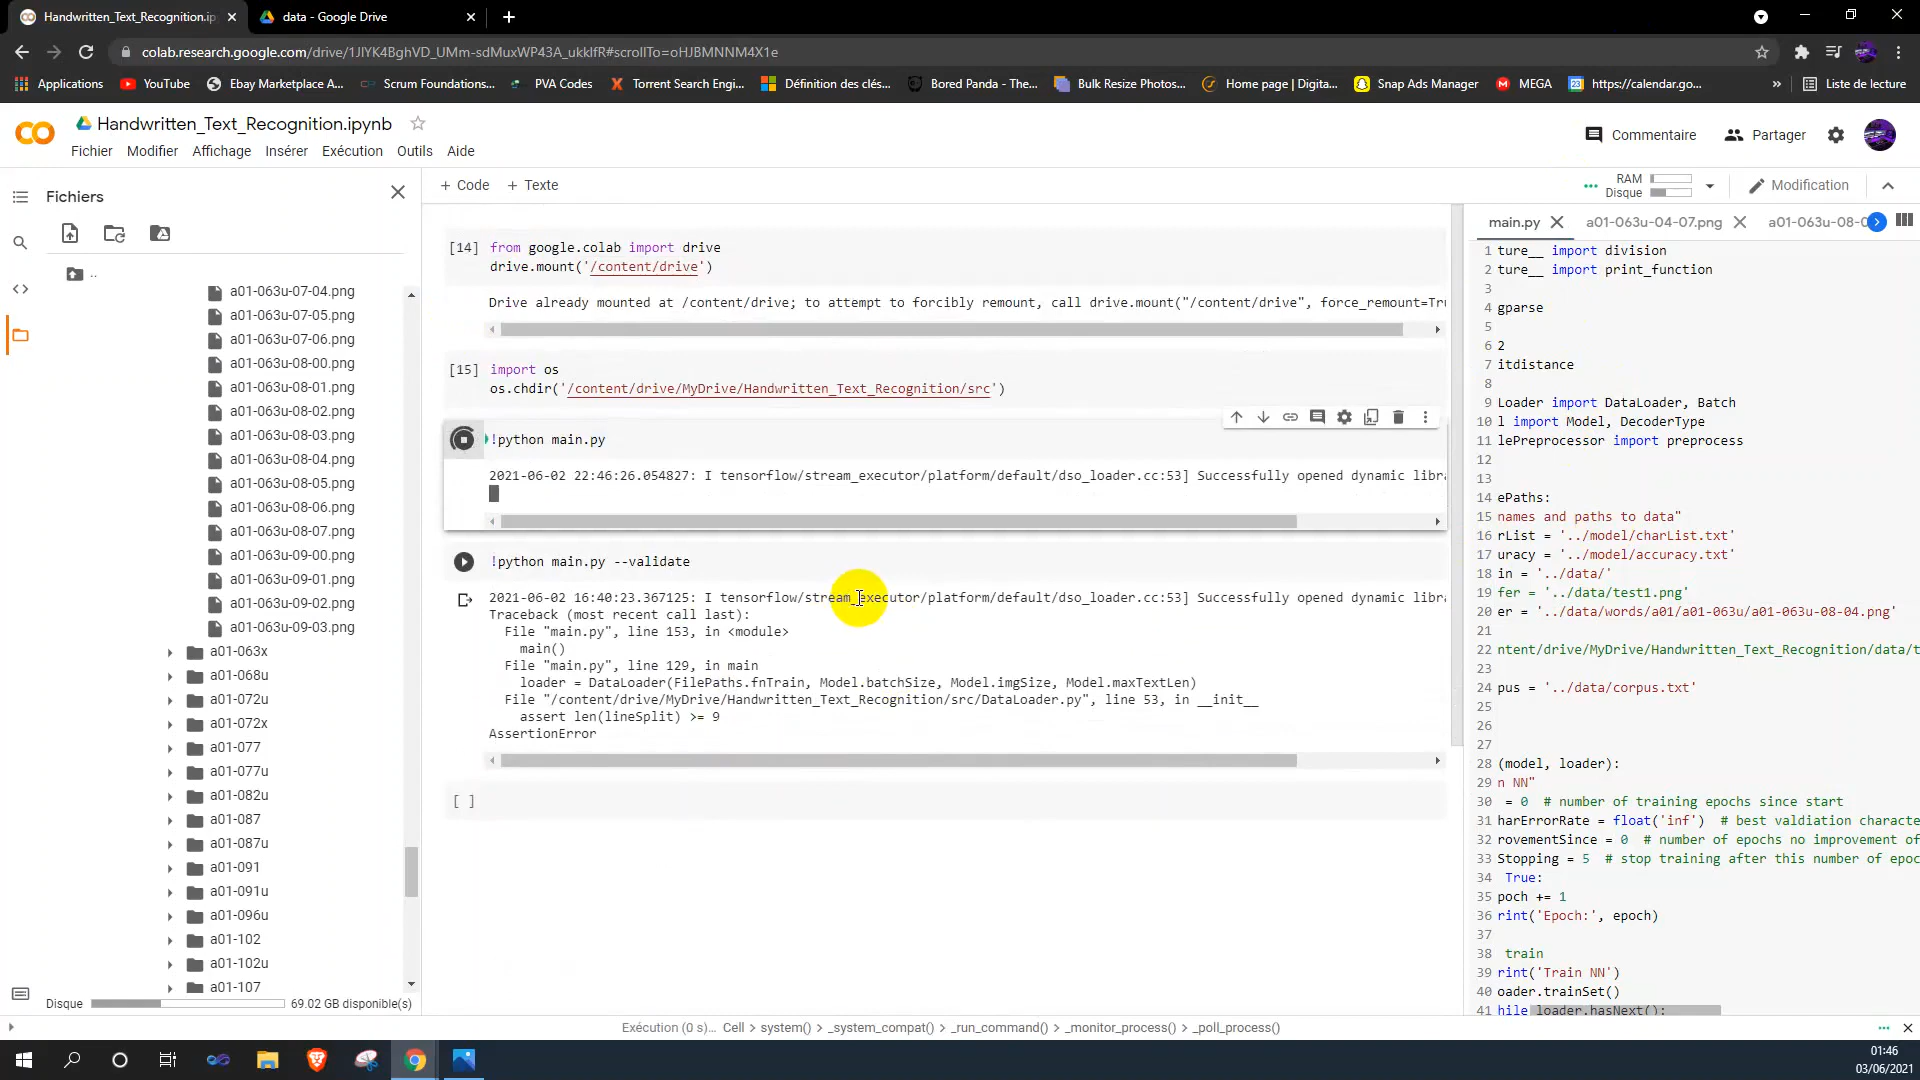 Handwritten_Text_Recognition.ip
data - Google Drive
colab.research.google.com/drive/1JlYK4BghVD_UMm-sdMuxWP43A_ukklfR#scrollTo=oHJBMNNM4X1e
Applications
YouTube
Ebay Marketplace A...
Scrum Foundations...
PVA Codes
Torrent Search Engi...
Définition des clés...
Bored Panda - The...
Bulk Resize Photos...
Home page | Digita...
Snap Ads Manager
MEGA
https://calendar.go...
»
Liste de lecture
CO
Handwritten_Text_Recognition.ipynb
Commentaire
Partager
Fichier Modifier Affichage Insérer Exécution Outils Aide
Fichiers
+ Code + Texte
RAM
Disque
Modification
..
a01-063u-07-04.png
a01-063u-07-05.png
a01-063u-07-06.png
a01-063u-08-00.png
a01-063u-08-01.png
a01-063u-08-02.png
a01-063u-08-03.png
a01-063u-08-04.png
a01-063u-08-05.png
a01-063u-08-06.png
a01-063u-08-07.png
a01-063u-09-00.png
a01-063u-09-01.png
a01-063u-09-02.png
a01-063u-09-03.png
a01-063x
a01-068u
a01-072u
a01-072x
a01-077
a01-077u
a01-082u
a01-087
a01-087u
a01-091
a01-091u
a01-096u
a01-102
a01-102u
a01-107
Disque 69.02 GB disponible(s)
[14] from google.colab import drive
drive.mount('/content/drive')
Drive already mounted at /content/drive; to attempt to forcibly remount, call drive.mount("/content/drive", force_remount=Tru
[15] import os
os.chdir('/content/drive/MyDrive/Handwritten_Text_Recognition/src')
!python main.py
2021-06-02 22:46:26.054827: I tensorflow/stream_executor/platform/default/dso_loader.cc:53] Successfully opened dynamic libra
!python main.py --validate
2021-06-02 16:40:23.367125: I tensorflow/stream_executor/platform/default/dso_loader.cc:53] Successfully opened dynamic libra
Traceback (most recent call last):
File "main.py", line 153, in <module>
main()
File "main.py", line 129, in main
loader = DataLoader(FilePaths.fnTrain, Model.batchSize, Model.imgSize, Model.maxTextLen)
File "/content/drive/MyDrive/Handwritten_Text_Recognition/src/DataLoader.py", line 53, in __init__
assert len(lineSplit) >= 9
AssertionError
[ ]
main.py
a01-063u-04-07.png
a01-063u-08-0
1 ture__ import division
2 ture__ import print_function
3
4 gparse
5
6 2
7 itdistance
8
9 Loader import DataLoader, Batch
10 l import Model, DecoderType
11 lePreprocessor import preprocess
12
13
14 ePaths:
15 names and paths to data"
16 rList = '../model/charList.txt'
17 uracy = '../model/accuracy.txt'
18 in = '../data/'
19 fer = '../data/test1.png'
20 er = '../data/words/a01/a01-063u/a01-063u-08-04.png'
21
22 ntent/drive/MyDrive/Handwritten_Text_Recognition/data/t
23
24 pus = '../data/corpus.txt'
25
26
27
28 (model, loader):
29 n NN"
30 = 0 # number of training epochs since start
31 harErrorRate = float('inf') # best valdiation characte
32 rovementSince = 0 # number of epochs no improvement of
33 Stopping = 5 # stop training after this number of epoc
34 True:
35 poch += 1
36 rint('Epoch:', epoch)
37
38 train
39 rint('Train NN')
40 oader.trainSet()
41 hile loader.hasNext():
Exécution (0 s)... Cell > system() > _system_compat() > _run_command() > _monitor_process() > _poll_process()
01:46
03/06/2021